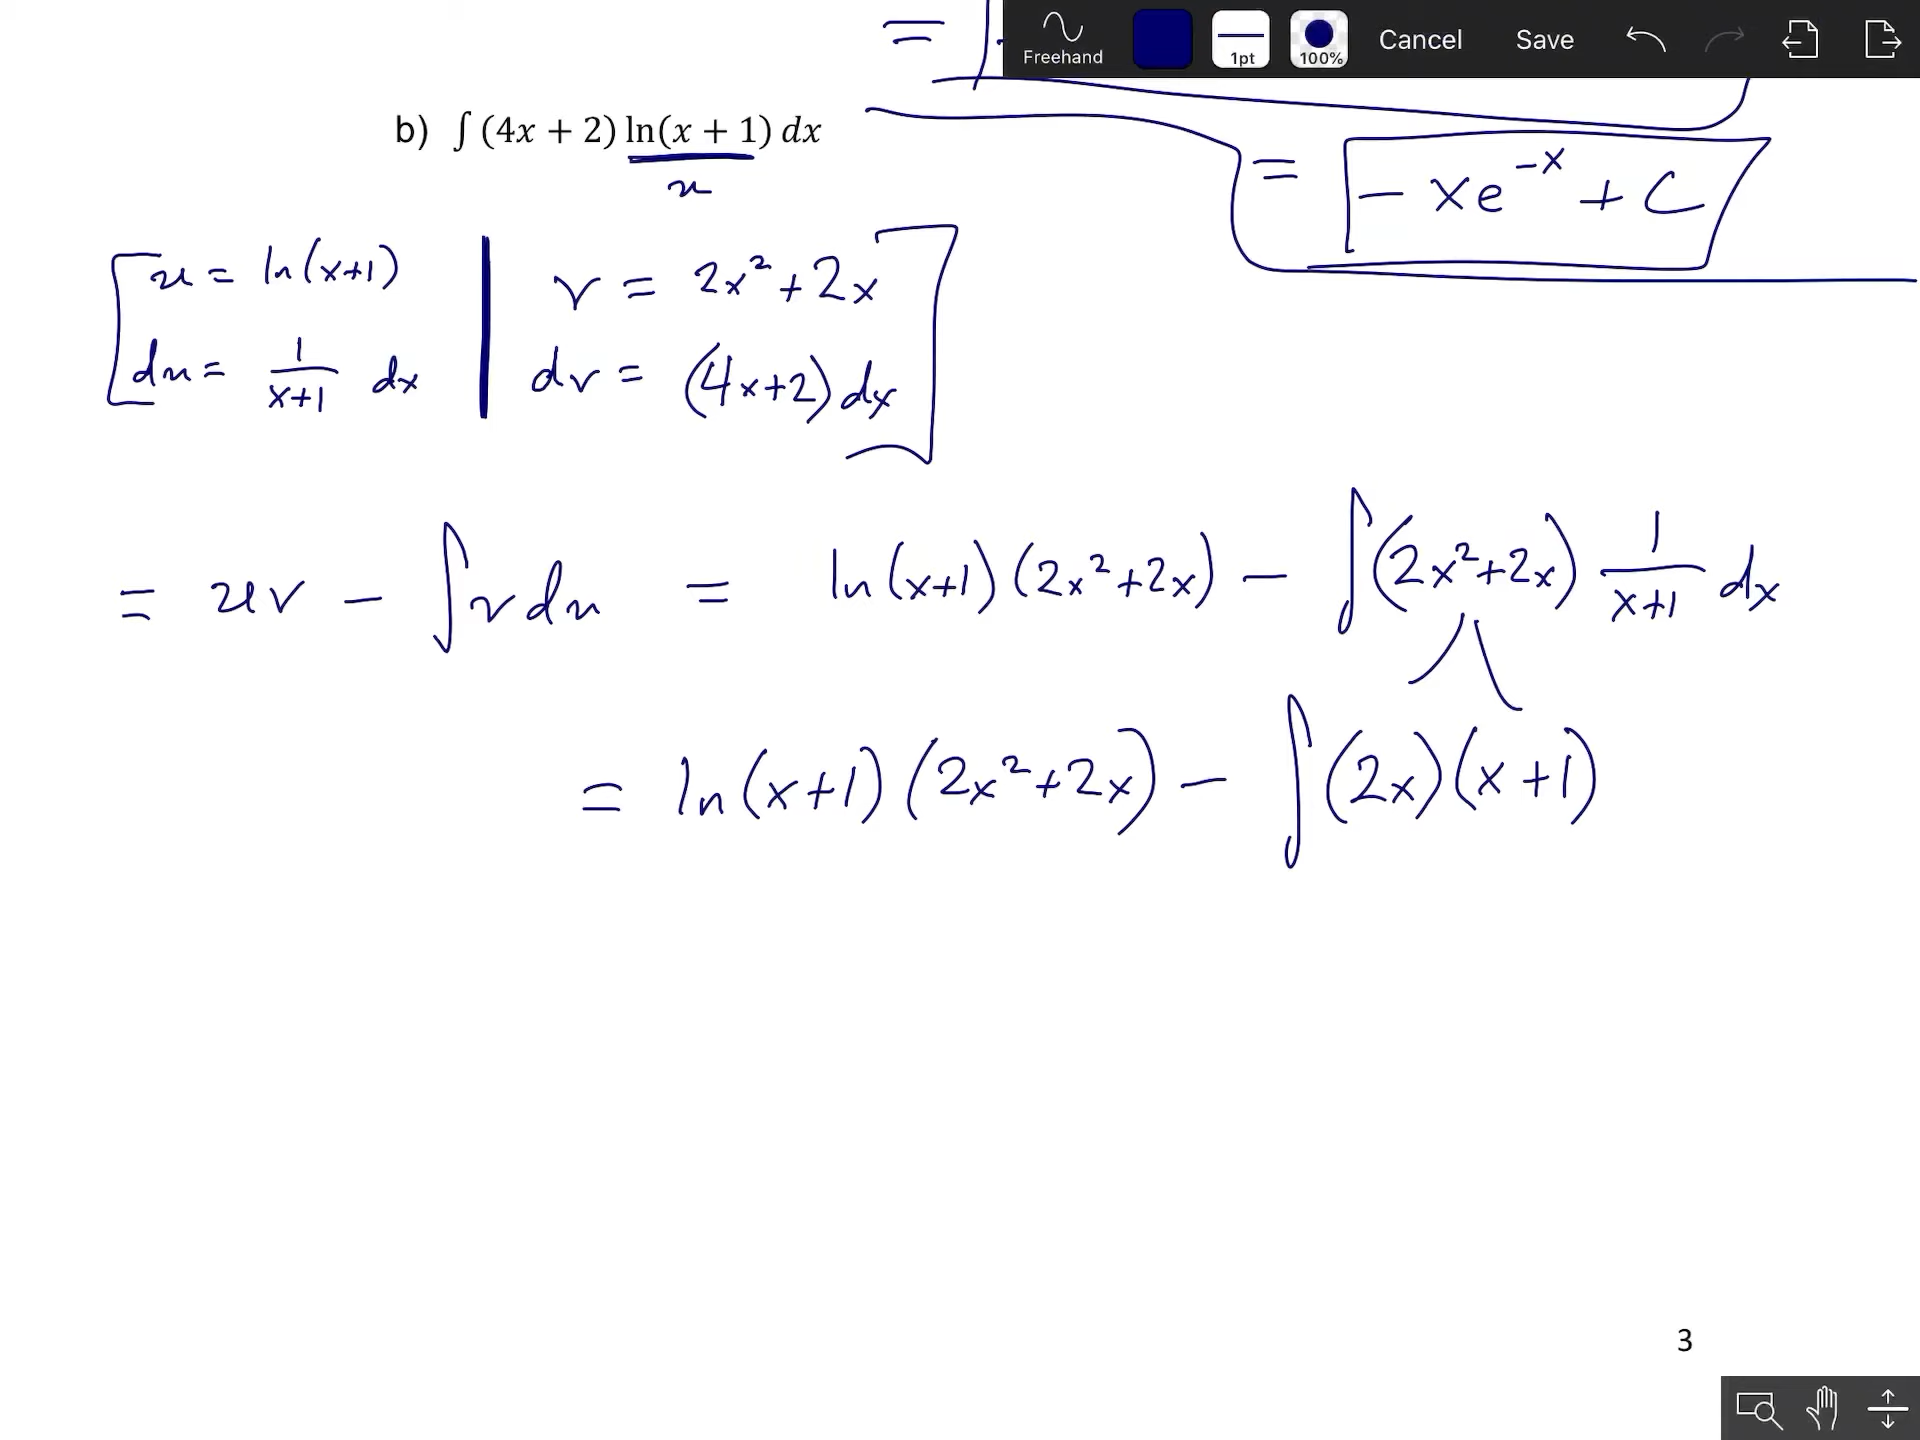 Freehand 1pt 100% Cancel Save
= ∫
b) ∫ (4x + 2) ln(x + 1) dx
u
= -xe^{-x} + C
u = ln(x+1) | v = 2x² + 2x
du = 1/(x+1) dx | dv = (4x+2) dx
= uv - ∫ v du = ln(x+1) (2x²+2x) - ∫ (2x²+2x) 1/(x+1) dx
= ln(x+1) (2x²+2x) - ∫ (2x)(x+1)
3